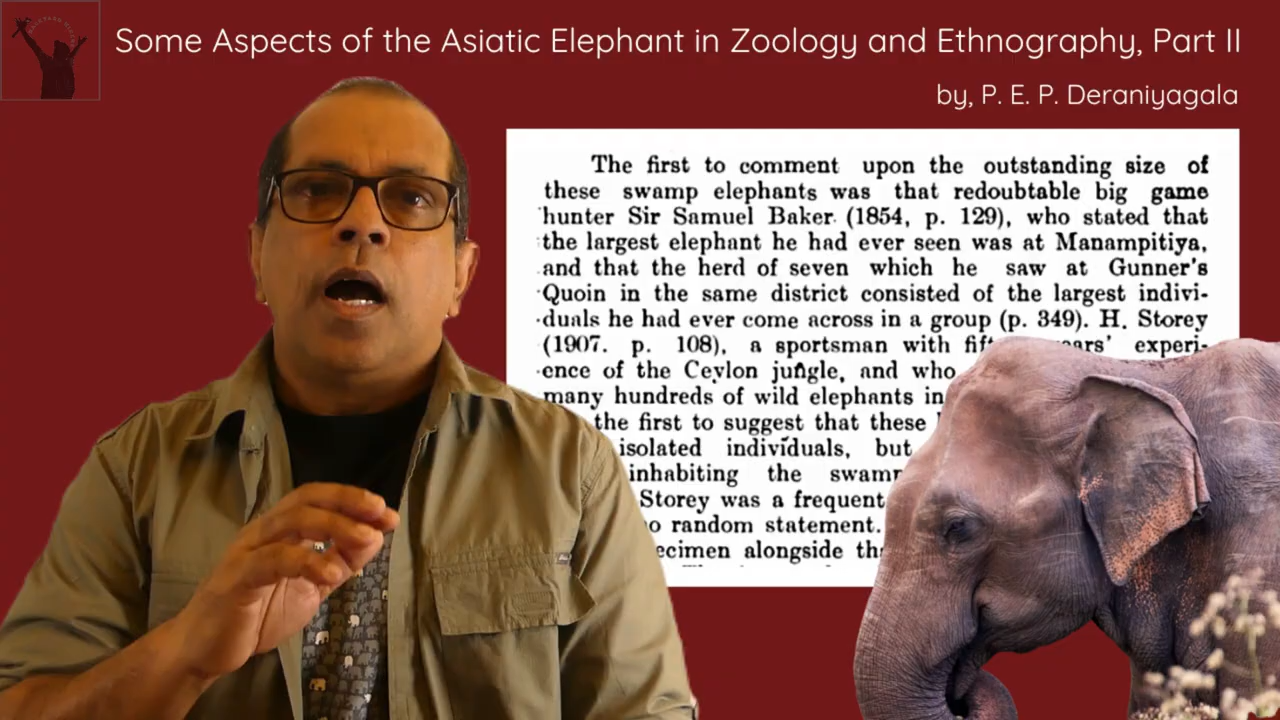 Some Aspects of the Asiatic Elephant in Zoology and Ethnography, Part II
by, P. E. P. Deraniyagala
The first to comment upon the outstanding size of
these swamp elephants was that redoubtable big game
hunter Sir Samuel Baker (1854, p. 129), who stated that
the largest elephant he had ever seen was at Manampitiya,
and that the herd of seven which he saw at Gunner's
Quoin in the same district consisted of the largest indivi-
duals he had ever come across in a group (p. 349). H. Storey
(1907. p. 108), a sportsman with experi-
ence of the Ceylon jungle, and who
many hundreds of wild elephants in
the first to suggest that these
isolated individuals, but
inhabiting the
Storey was a frequent
random statement.
alongside